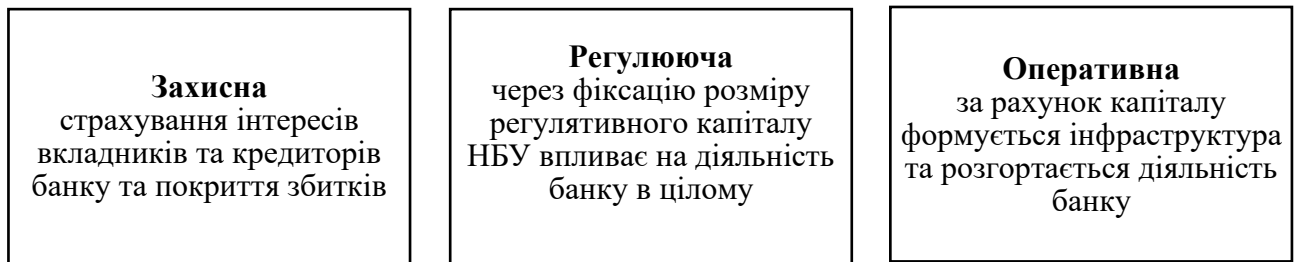 Захисна
страхування інтересів
вкладників та кредиторів
банку та покриття збитків
Регулююча
через фіксацію розміру
регулятивного капіталу
НБУ впливає на діяльність
банку в цілому
Оперативна
за рахунок капіталу
формується інфраструктура
та розгортається діяльність
банку